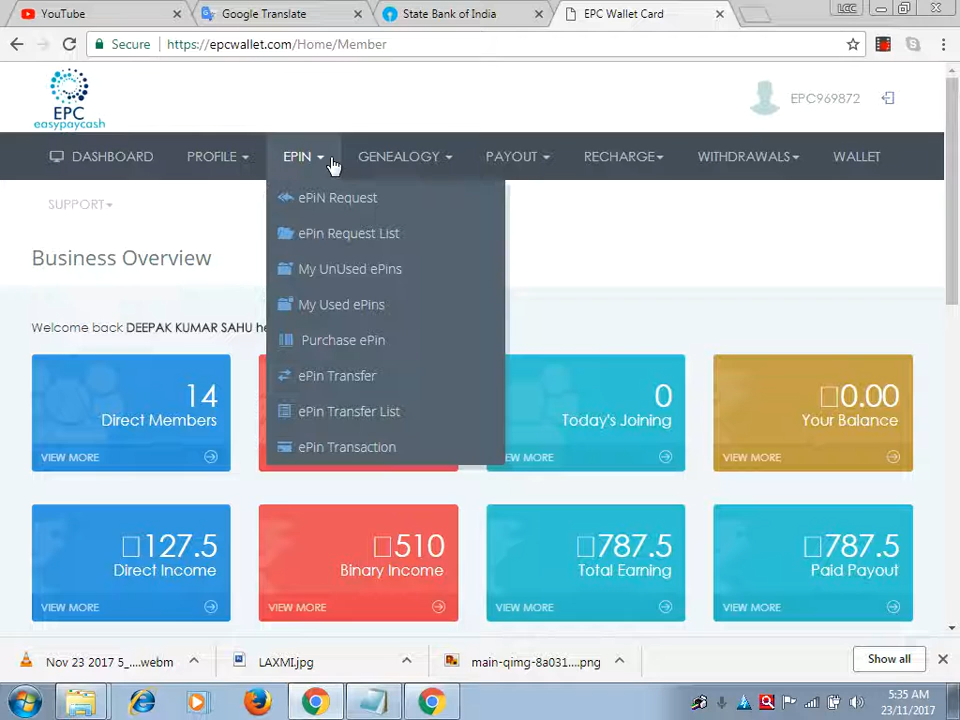 YouTube
Google Translate
State Bank of India
EPC Wallet Card
LCC
Secure
https://epcwallet.com/Home/Member
EPC
easypaycash
EPC969872
DASHBOARD
PROFILE
EPIN
GENEALOGY
PAYOUT
RECHARGE
WITHDRAWALS
WALLET
SUPPORT
ePiN Request
ePin Request List
My UnUsed ePins
My Used ePins
Purchase ePin
ePin Transfer
ePin Transfer List
ePin Transaction
Business Overview
Welcome back DEEPAK KUMAR SAHU he
14
Direct Members
VIEW MORE
0
Today's Joining
EW MORE
0.00
Your Balance
VIEW MORE
127.5
Direct Income
VIEW MORE
510
Binary Income
VIEW MORE
787.5
Total Earning
VIEW MORE
787.5
Paid Payout
VIEW MORE
Nov 23 2017 5_....webm
LAXMI.jpg
main-qimg-8a031....png
Show all
5:35 AM
23/11/2017